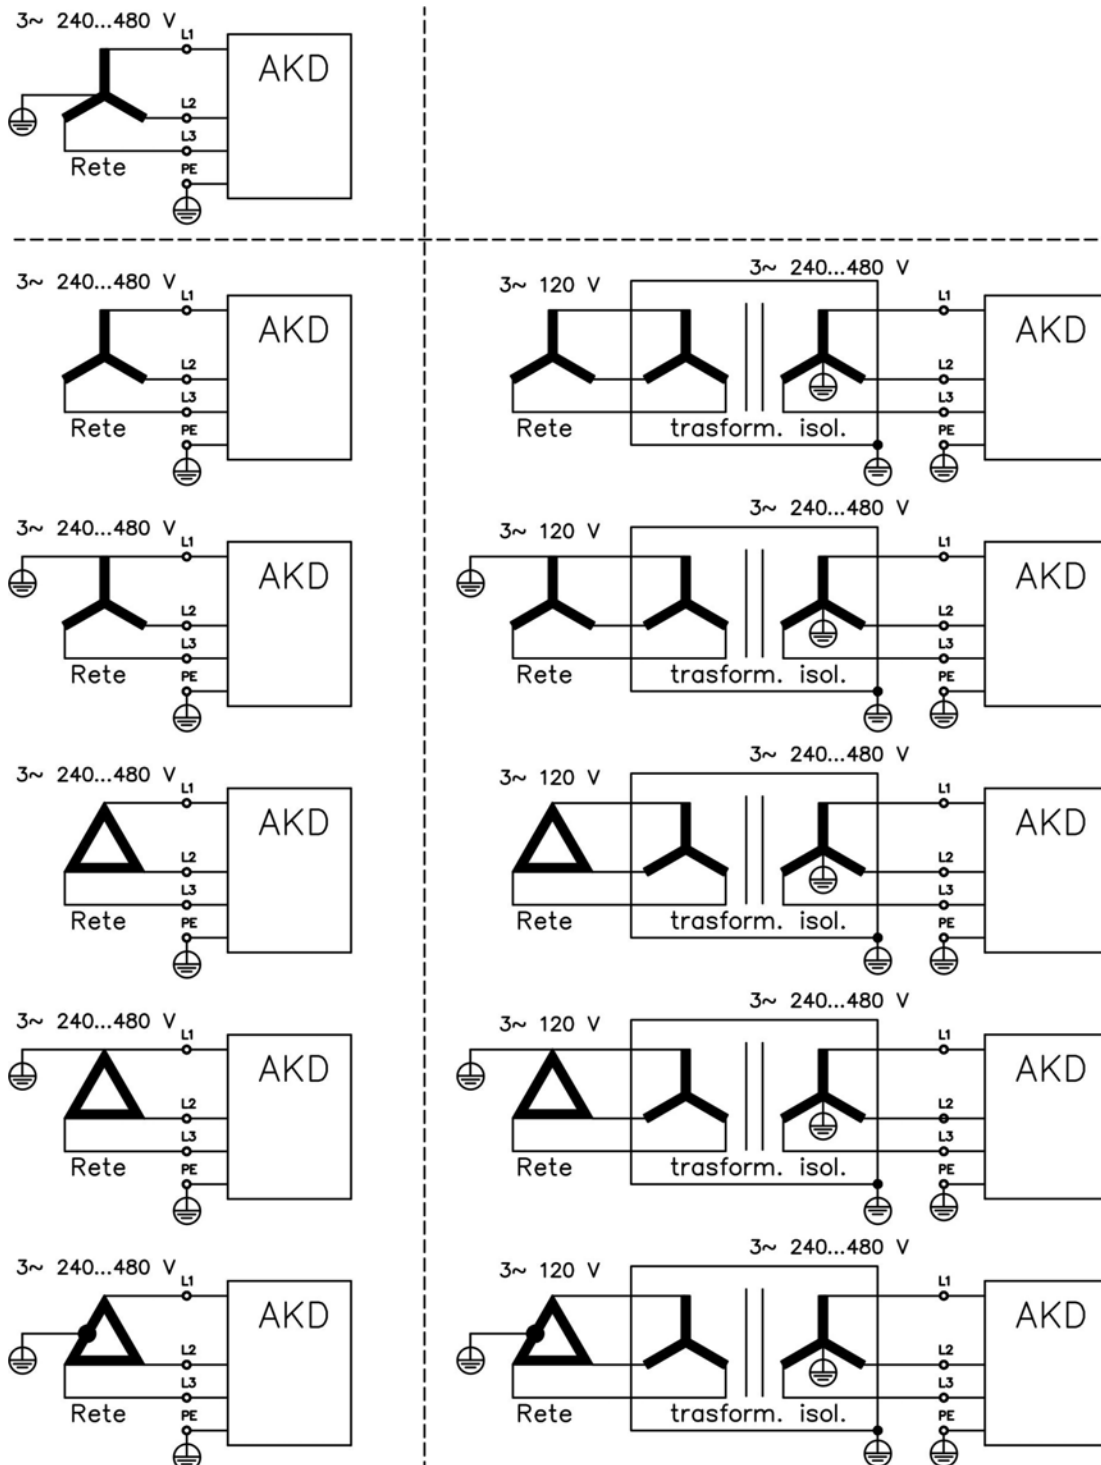 3~ 240...480 V
L1
AKD
L2
L3
Rete
PE
3~ 240...480 V
L1
AKD
L2
L3
Rete
PE
3~ 120 V
3~ 240...480 V
L1
AKD
L2
L3
Rete
trasform. isol.
PE
3~ 240...480 V
L1
AKD
L2
L3
Rete
PE
3~ 120 V
3~ 240...480 V
L1
AKD
L2
L3
Rete
trasform. isol.
PE
3~ 240...480 V
L1
AKD
L2
L3
Rete
PE
3~ 120 V
3~ 240...480 V
L1
AKD
L2
L3
Rete
trasform. isol.
PE
3~ 240...480 V
L1
AKD
L2
L3
Rete
PE
3~ 120 V
3~ 240...480 V
L1
AKD
L2
L3
Rete
trasform. isol.
PE
3~ 240...480 V
L1
AKD
L2
L3
Rete
PE
3~ 120 V
3~ 240...480 V
L1
AKD
L2
L3
Rete
trasform. isol.
PE